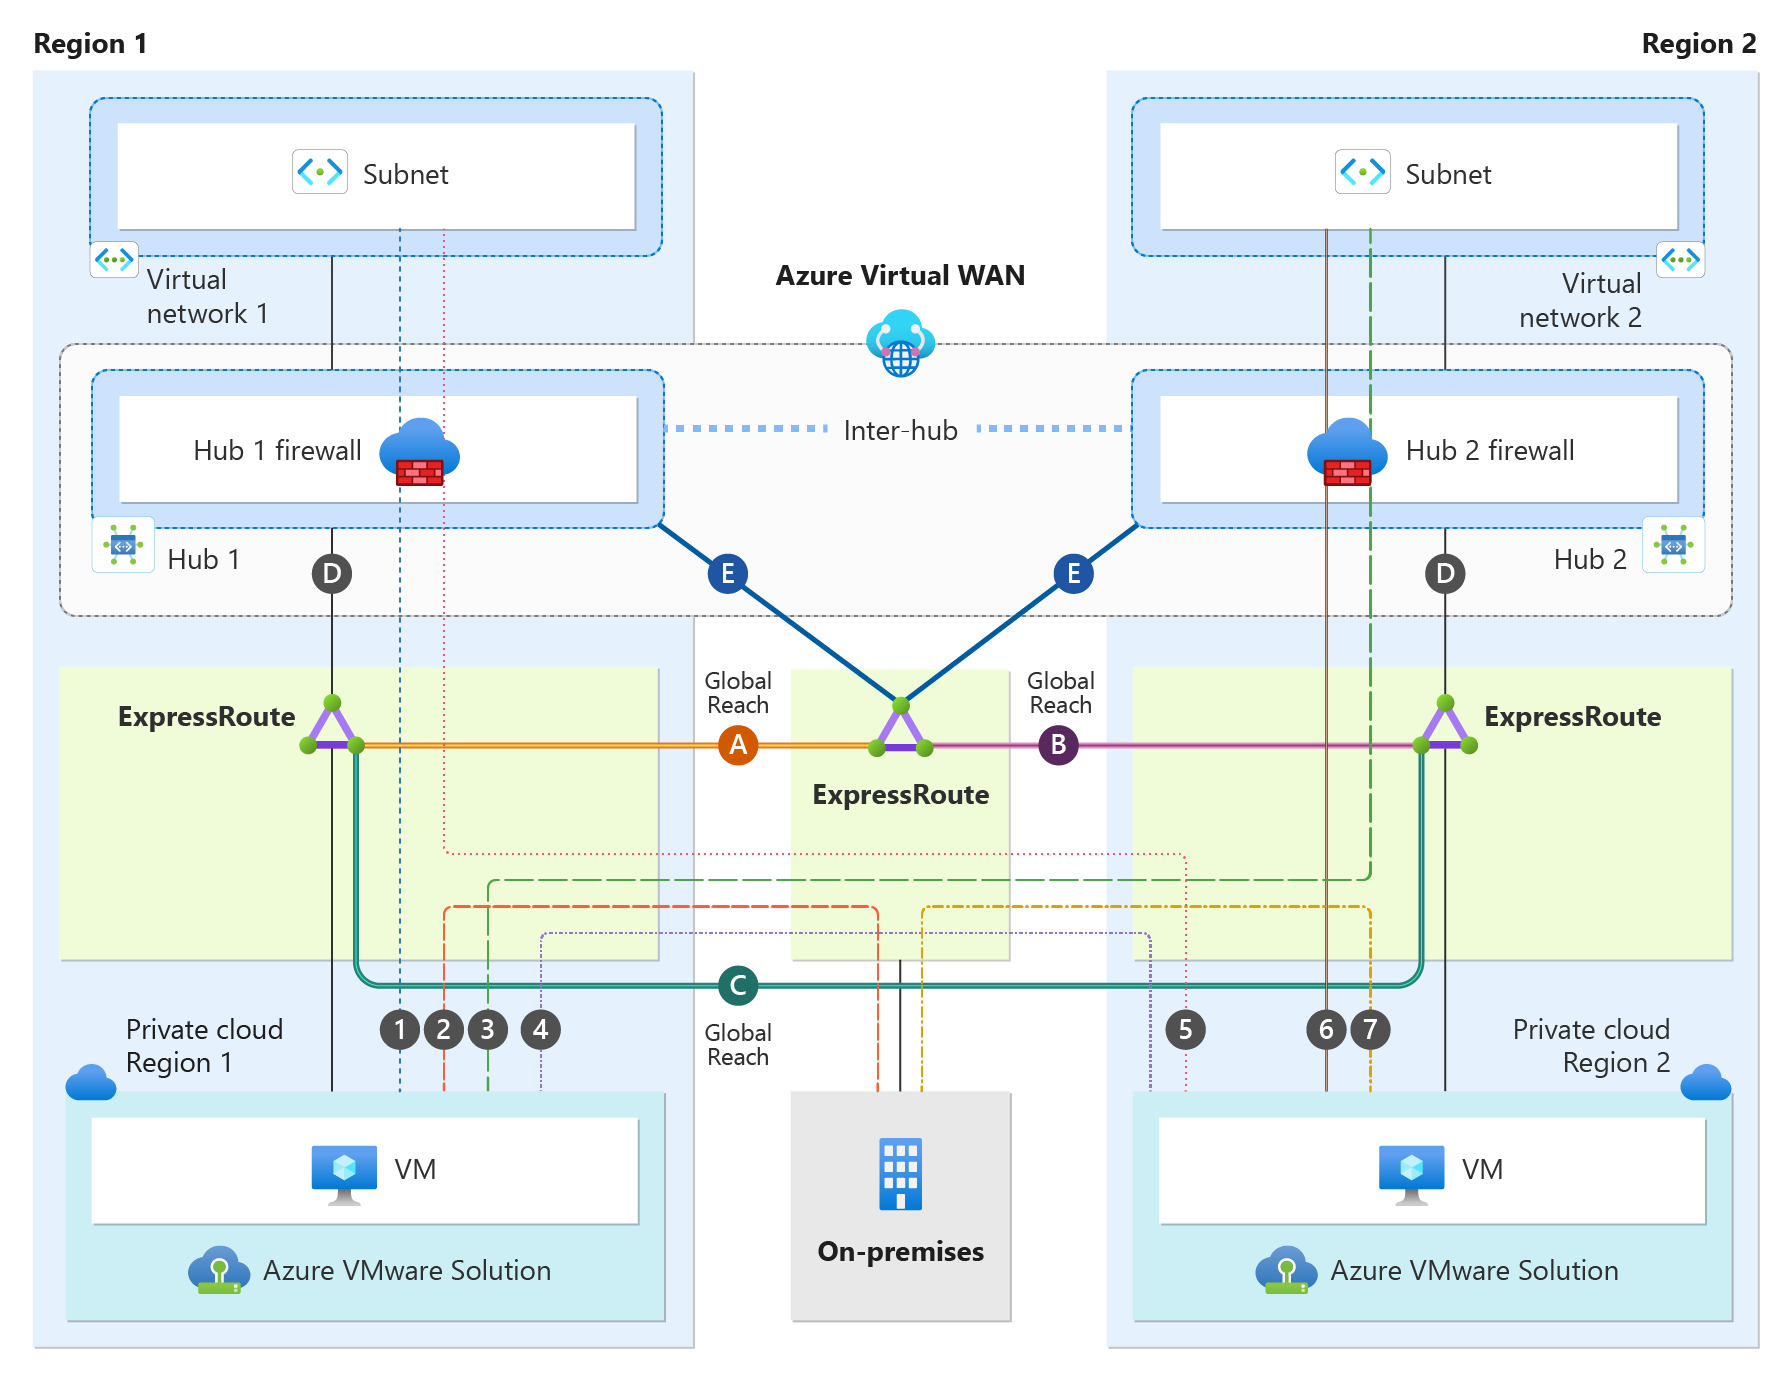 Region 1
Region 2
Subnet
Subnet
Virtual
network 1
Azure Virtual WAN
Virtual
network 2
Hub 1 firewall
Inter-hub
Hub 2 firewall
Hub 1
Hub 2
D
E
E
D
ExpressRoute
Global
Reach
Global
Reach
ExpressRoute
A
B
ExpressRoute
C
Global
Reach
Private cloud
Region 1
1
2
3
4
5
6
7
Private cloud
Region 2
VM
VM
Azure VMware Solution
On-premises
Azure VMware Solution